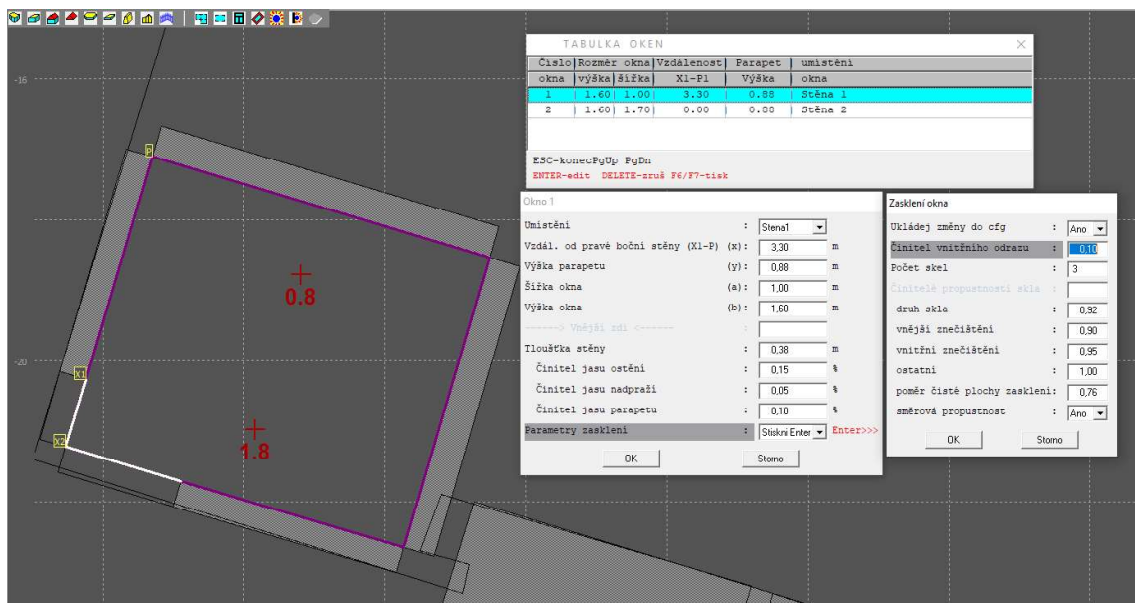 TABULKA OKEN
Číslo|Rozměr okna|Vzdálenost| Parapet | umístění
okna |výška|šířka| X1-P1 | Výška | okna
1 | 1.60| 1.00| 3.30 | 0.88 | Stěna 1
2 | 1.60| 1.70| 0.00 | 0.00 | Stěna 2
ESC-konecPgUp PgDn
ENTER-edit DELETE-zruš F6/F7-tisk
-16
P
0.8
-20
X1
X2
1.8
Okno 1
Umístění : Stena1
Vzdál. od pravé boční stěny (X1-P) (x): 3,30 m
Výška parapetu (y): 0,88 m
Šířka okna (a): 1,00 m
Výška okna (b): 1,60 m
------> Vnější zdi <------ :
Tloušťka stěny : 0,38 m
Činitel jasu ostění : 0,15 %
Činitel jasu nadpraží : 0,05 %
Činitel jasu parapetu : 0,10 %
Parametry zasklení : Stiskni Enter Enter>>>
OK Storno
Zasklení okna
Ukládej změny do cfg : Ano
Činitel vnitřního odrazu : 0,10
Počet skel : 3
Činitelé propustnosti skla :
druh skla : 0,92
vnější znečištění : 0,90
vnitřní znečištění : 0,95
ostatní : 1,00
poměr čisté plochy zasklení: 0,76
směrová propustnost : Ano
OK Storno